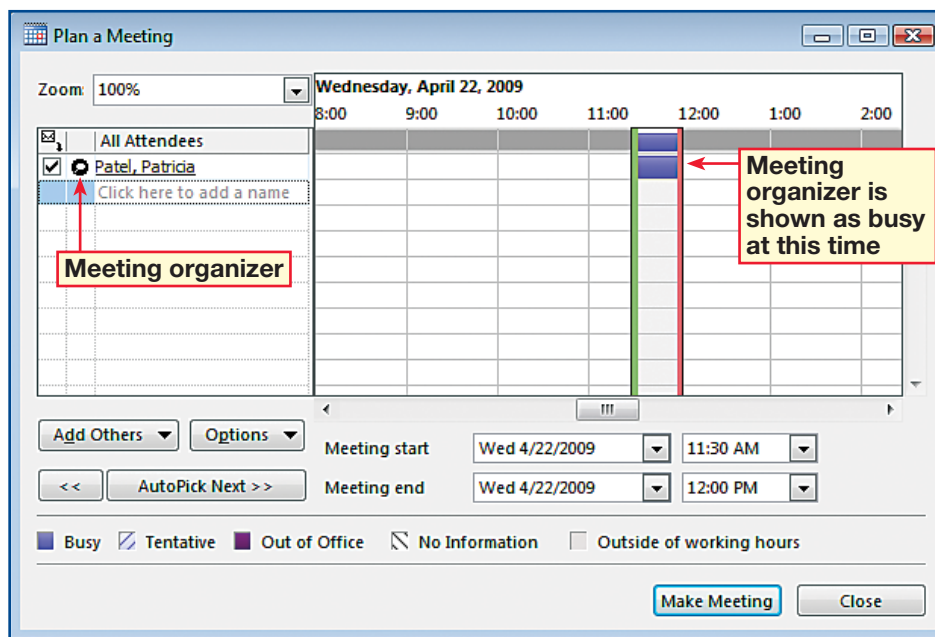 Plan a Meeting
Zoom: 100%
Wednesday, April 22, 2009
8:00 9:00 10:00 11:00 12:00 1:00 2:00
All Attendees
Patel, Patricia
Click here to add a name
Meeting organizer
Meeting
organizer is
shown as busy
at this time
Add Others Options
Meeting start Wed 4/22/2009 11:30 AM
<< AutoPick Next >> Meeting end Wed 4/22/2009 12:00 PM
Busy Tentative Out of Office No Information Outside of working hours
Make Meeting Close